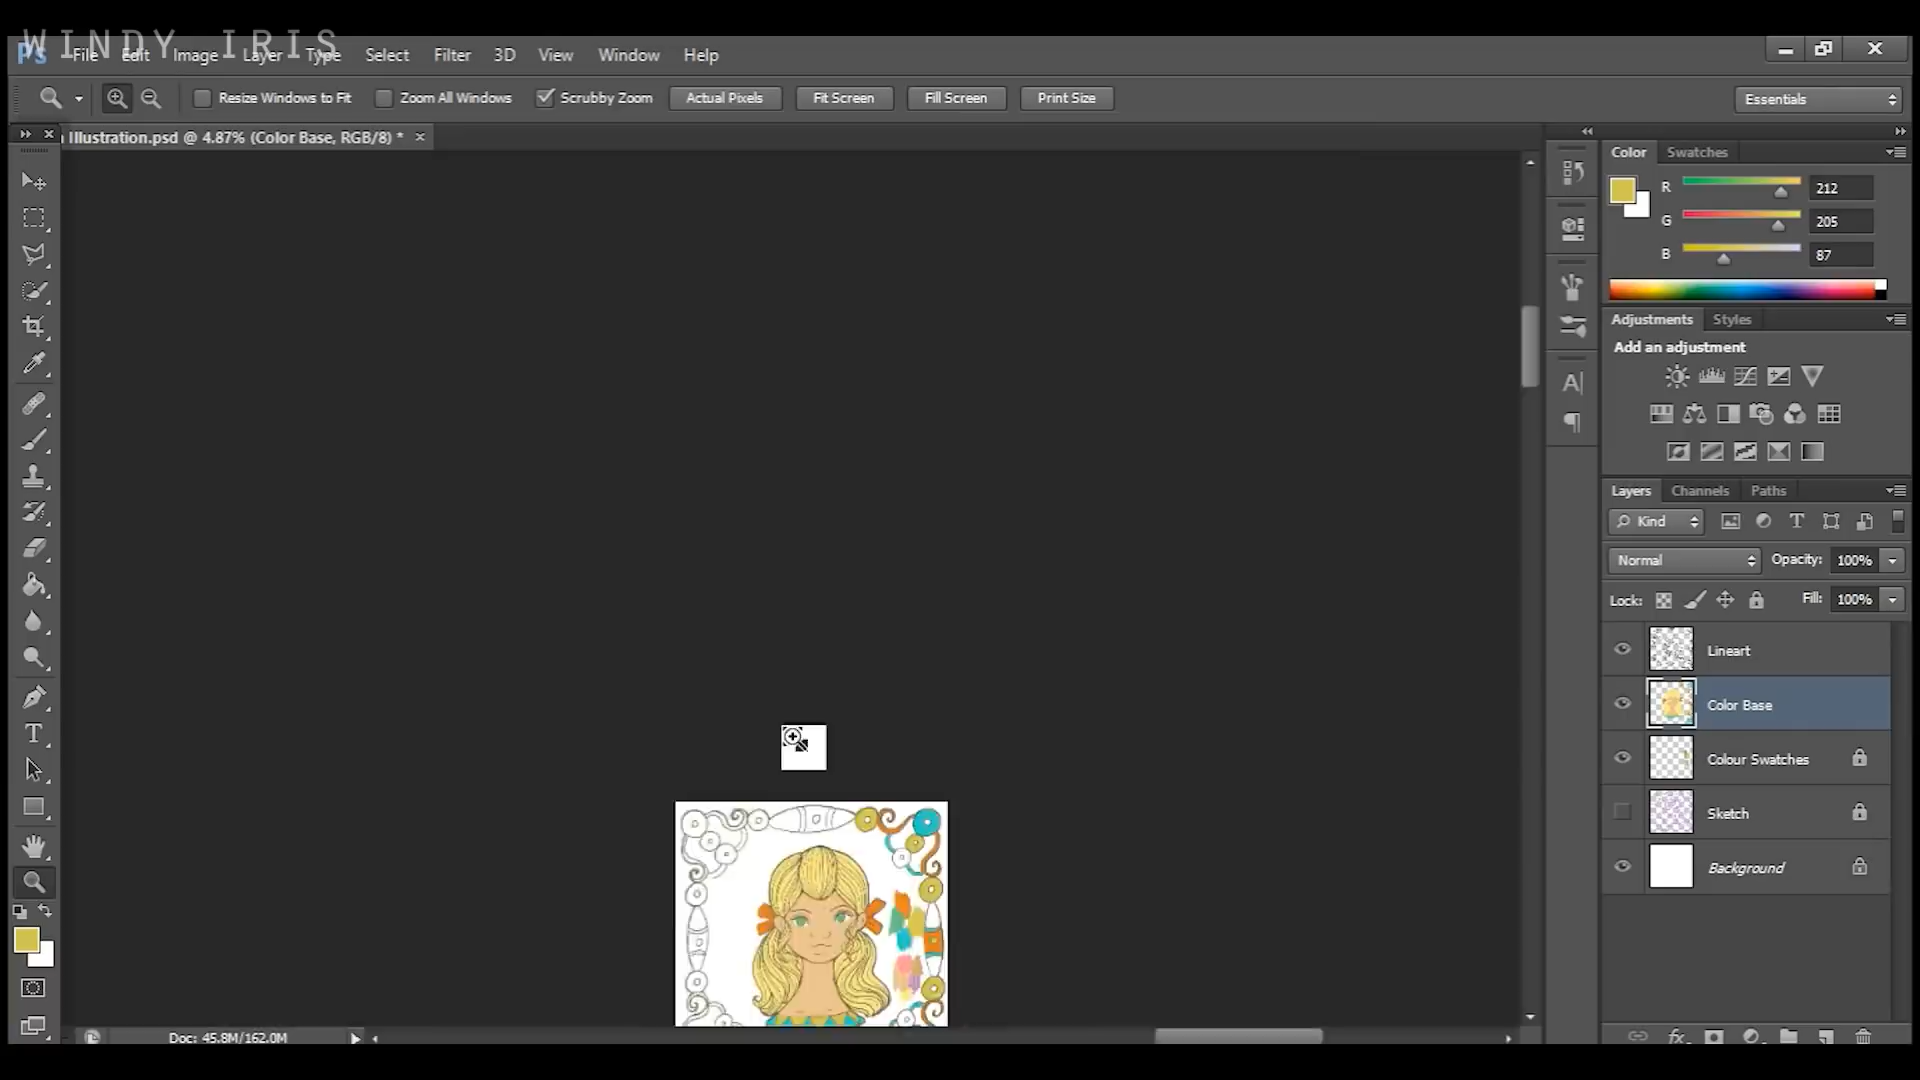 WINDY IRIS
Ps File Edit Image Layer Type Select Filter 3D View Window Help
Resize Windows to Fit Zoom All Windows Scrubby Zoom Actual Pixels Fit Screen Fill Screen Print Size Essentials
Illustration.psd @ 4.87% (Color Base, RGB/8) *
Color Swatches
R 212
G 205
B 87
Adjustments Styles
Add an adjustment
Layers Channels Paths
Kind
Normal Opacity: 100%
Lock: Fill: 100%
Lineart
Color Base
Colour Swatches
Sketch
Background
Doc: 45.8M/162.0M